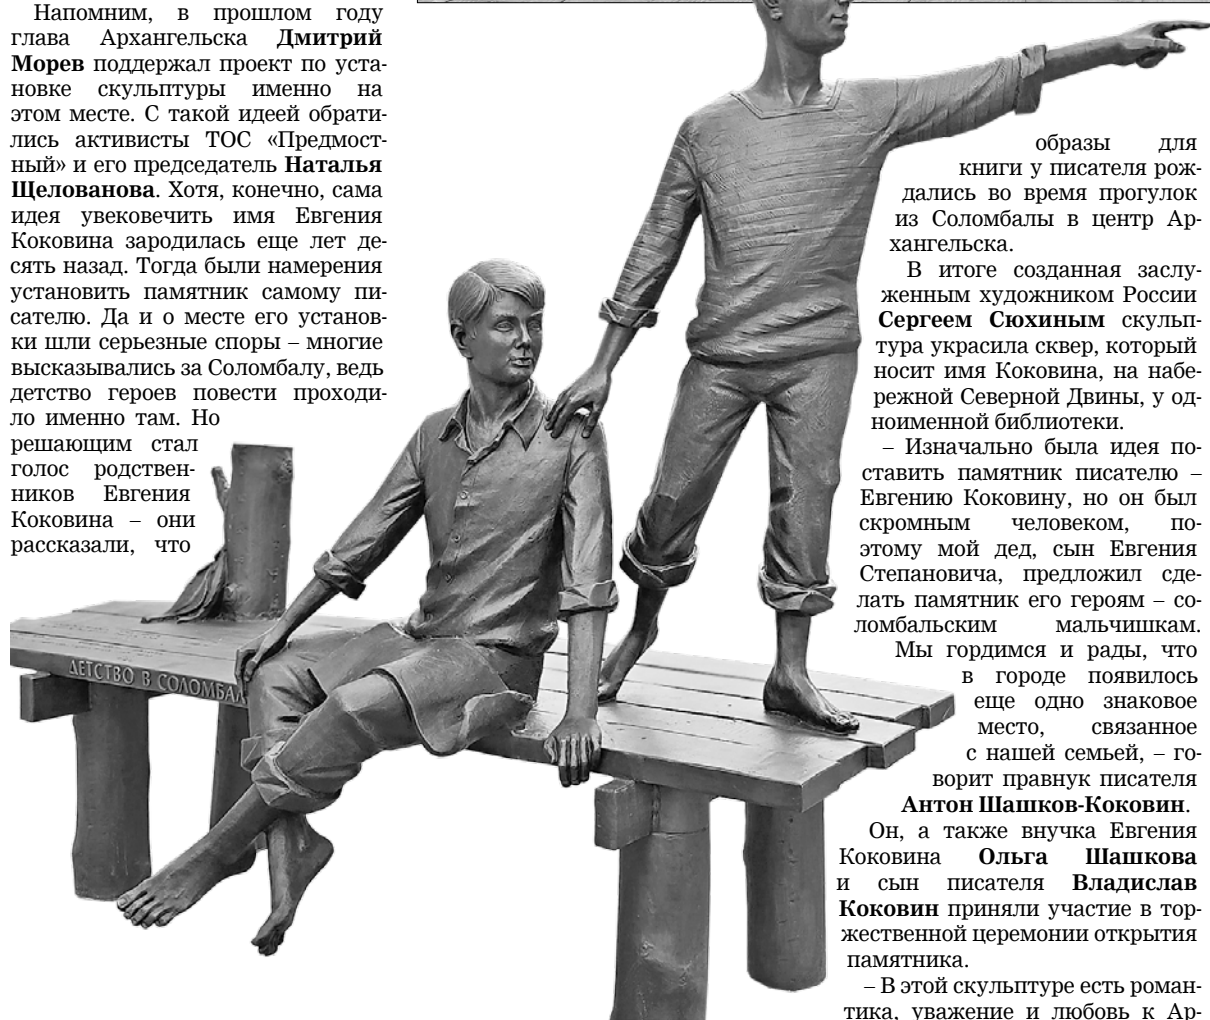 Напомним, в прошлом году
глава Архангельска Дмитрий
Морев поддержал проект по уста-
новке скульптуры именно на
этом месте. С такой идеей обрати-
лись активисты ТОС «Предмост-
ный» и его председатель Наталья
Щелованова. Хотя, конечно, сама
идея увековечить имя Евгения
Коковина зародилась еще лет де-
сять назад. Тогда были намерения
установить памятник самому пи-
сателю. Да и о месте его установ-
ки шли серьезные споры – многие
высказывались за Соломбалу, ведь
детство героев повести проходи-
ло именно там. Но
решающим стал
голос родствен-
ников Евгения
Коковина – они
рассказали, что
ДЕТСТВО В СОЛОМБАЛ
образы для
книги у писателя рож-
дались во время прогулок
из Соломбалы в центр Ар-
хангельска.
В итоге созданная заслу-
женным художником России
Сергеем Сюхиным скульп-
тура украсила сквер, который
носит имя Коковина, на набе-
режной Северной Двины, у од-
ноименной библиотеки.
– Изначально была идея по-
ставить памятник писателю –
Евгению Коковину, но он был
скромным человеком, по-
этому мой дед, сын Евгения
Степановича, предложил сде-
лать памятник его героям – со-
ломбальским мальчишкам.
Мы гордимся и рады, что
в городе появилось
еще одно знаковое
место, связанное
с нашей семьей, – го-
ворит правнук писателя
Антон Шашков-Коковин.
Он, а также внучка Евгения
Коковина Ольга Шашкова
и сын писателя Владислав
Коковин приняли участие в тор-
жественной церемонии открытия
памятника.
– В этой скульптуре есть роман-
тика, уважение и любовь к Ар-